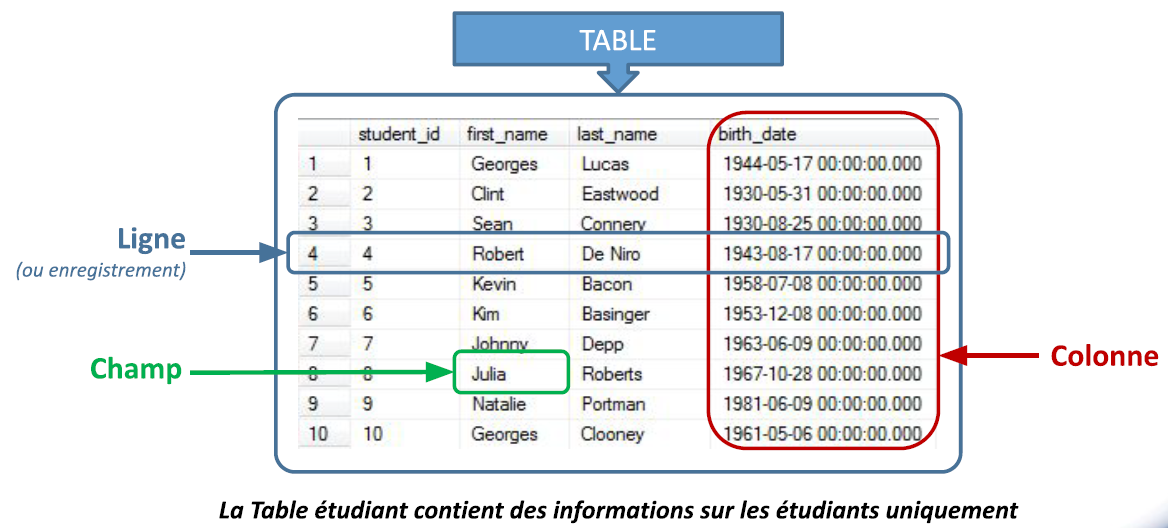 TABLE
student_id first_name last_name birth_date
1 1 Georges Lucas 1944-05-17 00:00:00.000
2 2 Clint Eastwood 1930-05-31 00:00:00.000
3 3 Sean Connery 1930-08-25 00:00:00.000
Ligne
(ou enregistrement)
4 4 Robert De Niro 1943-08-17 00:00:00.000
5 5 Kevin Bacon 1958-07-08 00:00:00.000
6 6 Kim Basinger 1953-12-08 00:00:00.000
7 7 Johnny Depp 1963-06-09 00:00:00.000
Colonne
Champ
8 8 Julia Roberts 1967-10-28 00:00:00.000
9 9 Natalie Portman 1981-06-09 00:00:00.000
10 10 Georges Clooney 1961-05-06 00:00:00.000
La Table étudiant contient des informations sur les étudiants uniquement